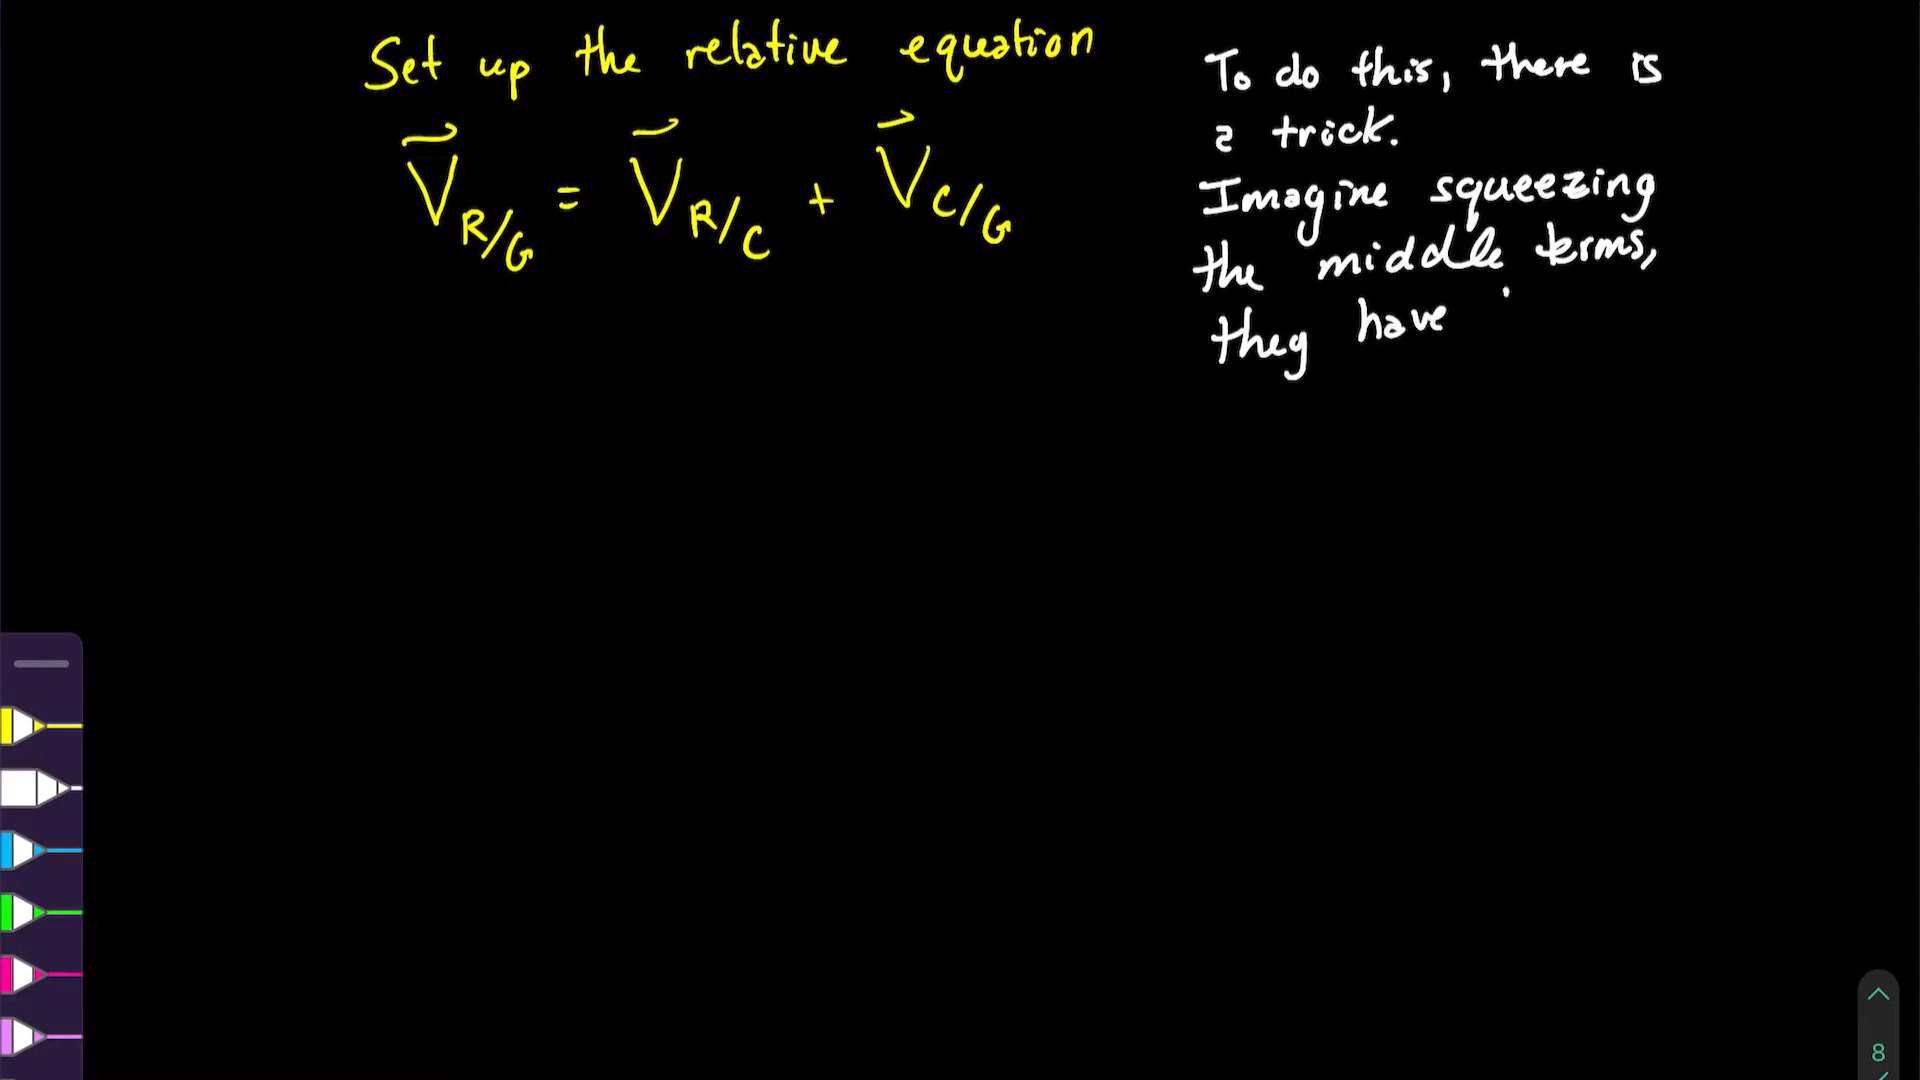 Set up the relative equation
V⃗ R/G = V⃗ R/C + V⃗ C/G
To do this, there is
a trick.
Imagine squeezing
the middle terms,
they have
8